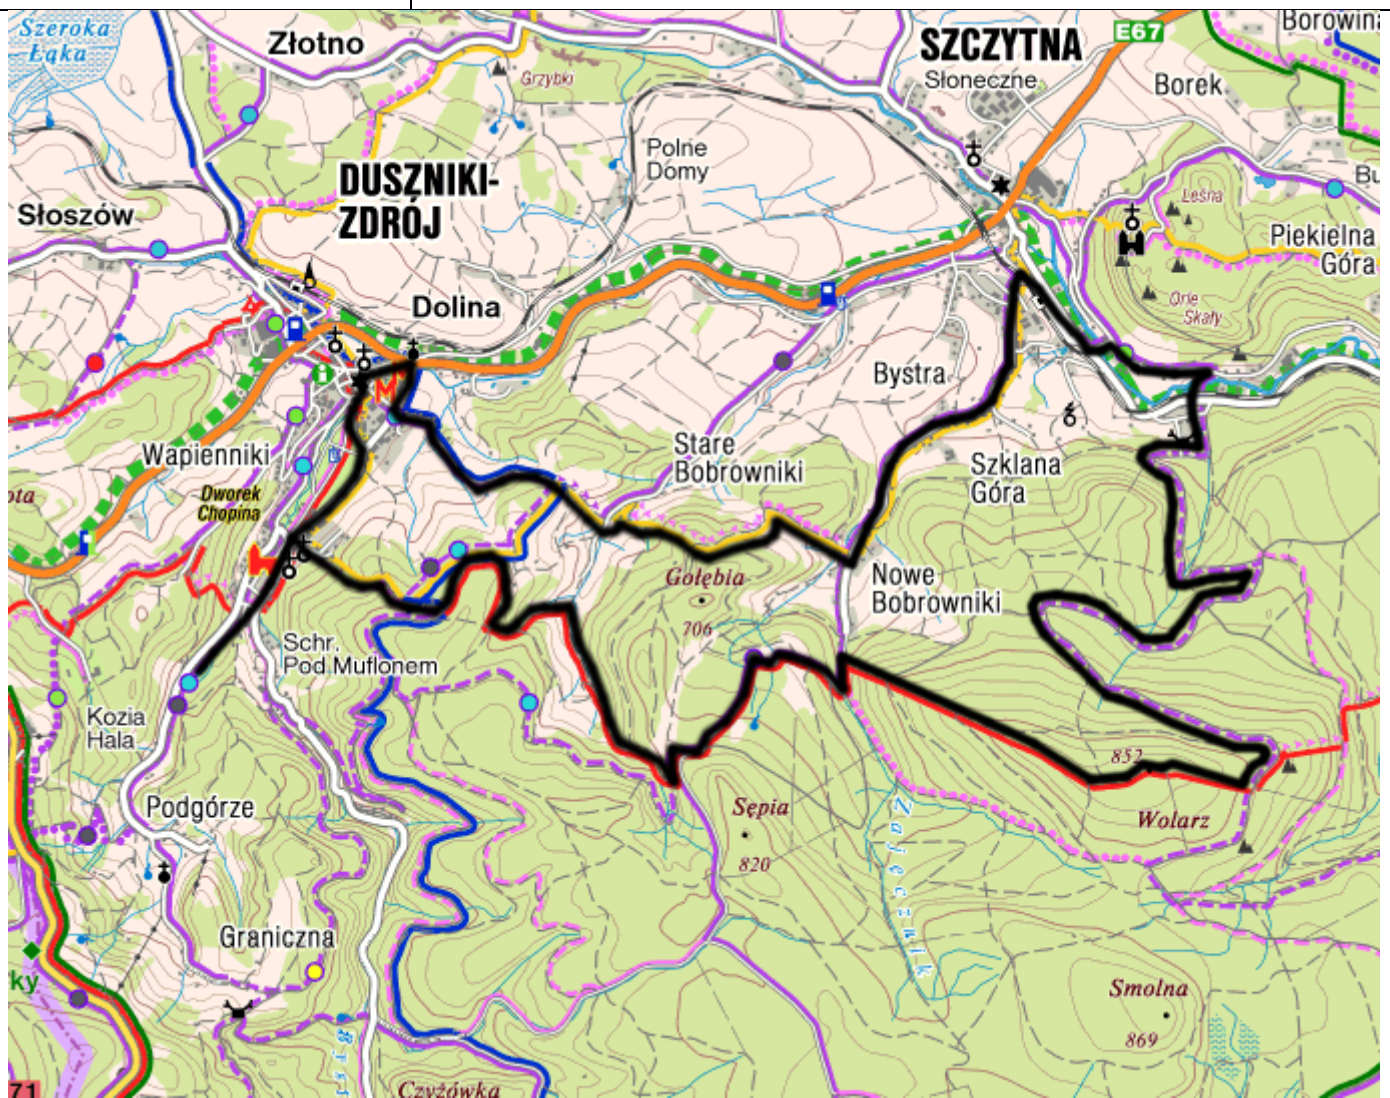 Szeroka
Łąka
Złotno
Grzybki
SZCZYTNA
Słoneczne
E67
Borowina
Borek
Polne
Domy
DUSZNIKI-
ZDRÓJ
Słoszów
Leśna
Piekielna
Góra
Orle
Skały
Dolina
Bystra
Wapienniki
Stare
Bobrowniki
Szklana
Góra
Dworek
Chopina
Gołębia
706
Nowe
Bobrowniki
Schr.
Pod Muflonem
Kozia
Hala
852
Podgórze
Sępia
820
Wolarz
Zajęcznik
Graniczna
ky
Smolna
869
71
Czyżówka